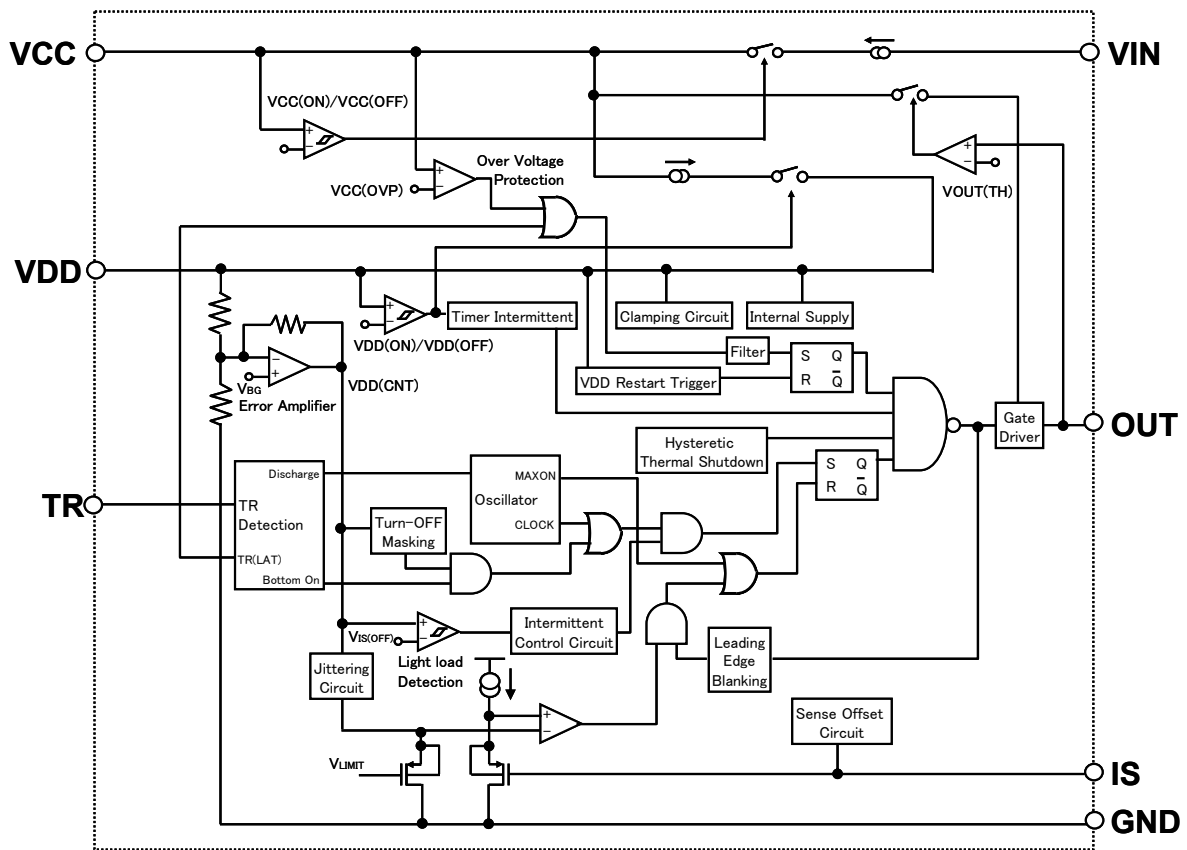 VCC
VIN
VCC(ON)/VCC(OFF)
+
−
Over Voltage
Protection
+
−
VCC(OVP)
+
−
VOUT(TH)
VDD
+
−
Timer Intermittent
Clamping Circuit
Internal Supply
VDD(ON)/VDD(OFF)
−
+
VBG
Error Amplifier
VDD(CNT)
Filter
S Q
R Q̅
VDD Restart Trigger
Gate
Driver
OUT
Hysteretic
Thermal Shutdown
S Q
R Q̅
TR
Discharge
TR
Detection
TR(LAT)
Bottom On
MAXON
Oscillator
CLOCK
Turn-OFF
Masking
VIS(OFF)
+
−
Intermittent
Control Circuit
Light load
Detection
Leading
Edge
Blanking
Jittering
Circuit
+
−
Sense Offset
Circuit
VLIMIT
IS
GND